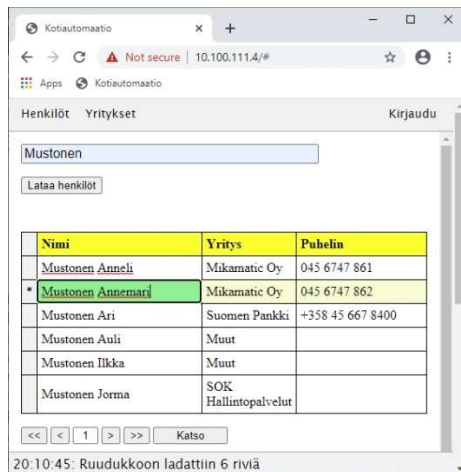 Kotiautomaatio
Not secure | 10.100.111.4/#
Apps Kotiautomaatio
Henkilöt Yritykset Kirjaudu
Mustonen
Lataa henkilöt
Nimi Yritys Puhelin
Mustonen Anneli Mikamatic Oy 045 6747 861
* Mustonen Annemari Mikamatic Oy 045 6747 862
Mustonen Ari Suomen Pankki +358 45 667 8400
Mustonen Auli Muut
Mustonen Ilkka Muut
Mustonen Jorma SOK
Hallintopalvelut
<< < 1 > >> Katso
20:10:45: Ruudukkoon ladattiin 6 riviä